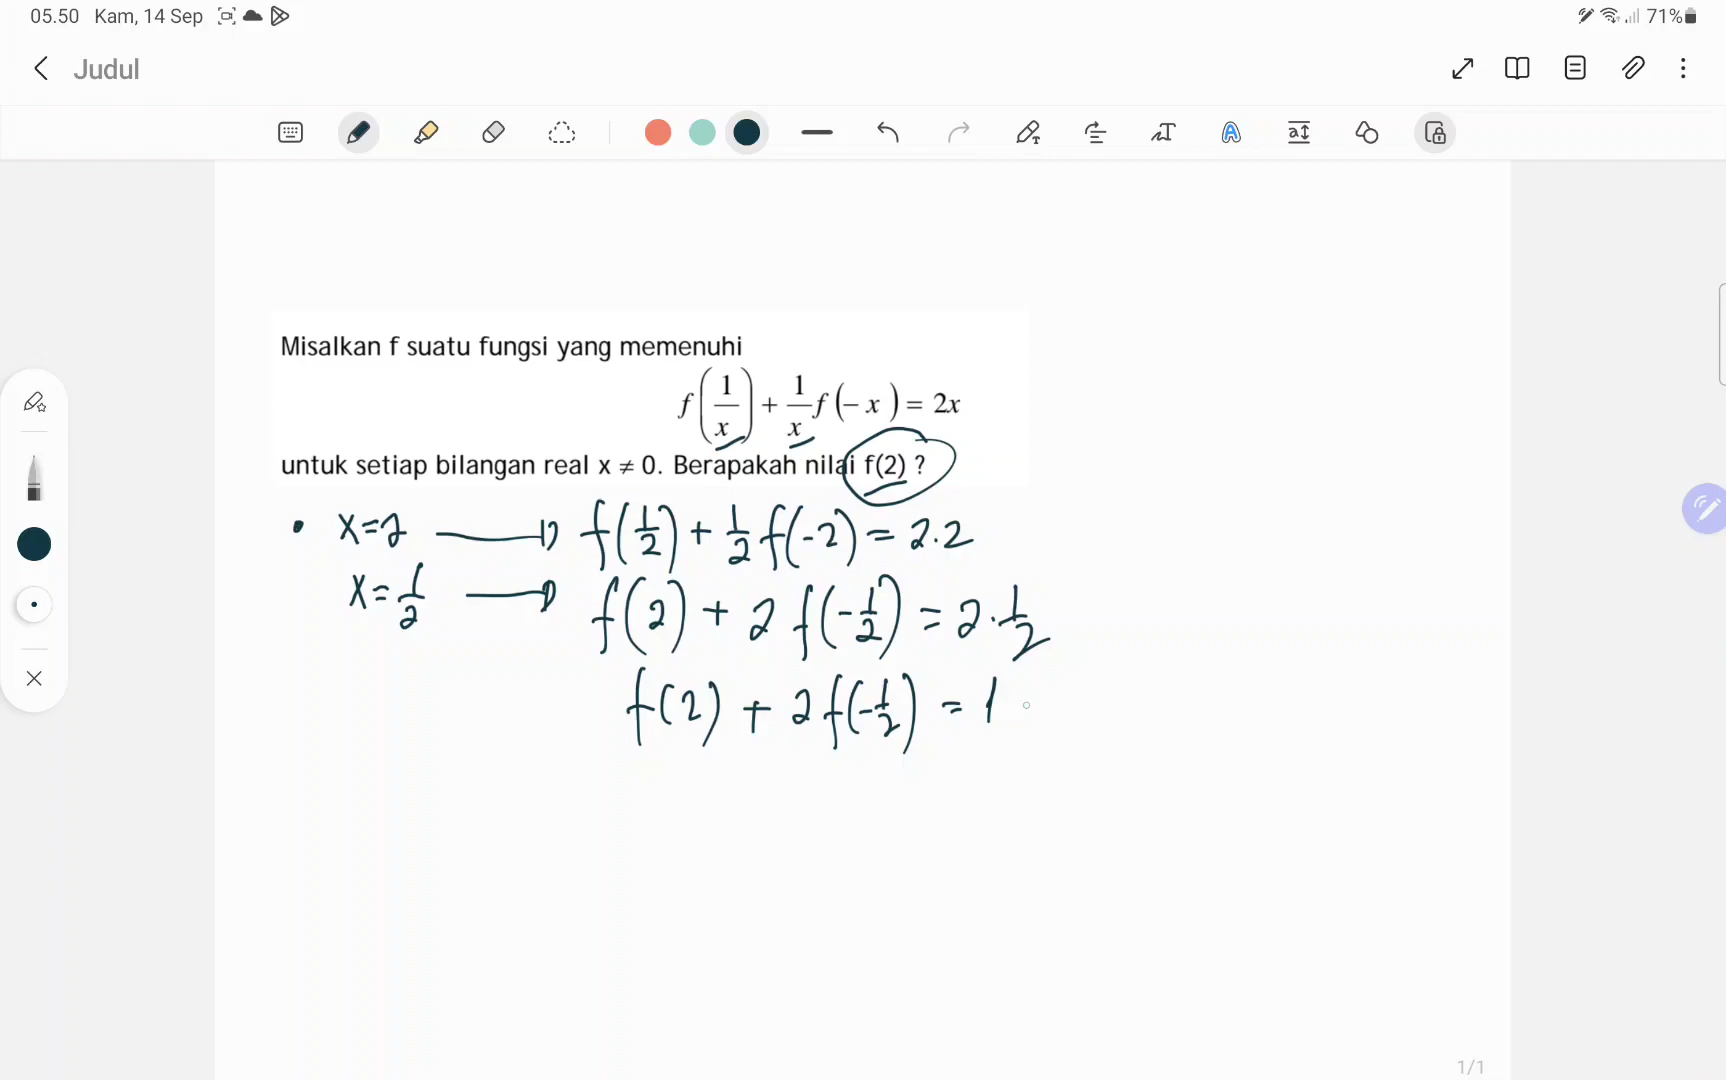 05.50 Kam, 14 Sep 71%
Judul
Misalkan f suatu fungsi yang memenuhi
f(1/x) + 1/x f(− x) = 2x
untuk setiap bilangan real x ≠ 0. Berapakah nilai f(2) ?
• x=2 → f(1/2) + 1/2 f(-2) = 2.2
x=1/2 → f(2) + 2 f(-1/2) = 2.1/2
f(2) + 2f(-1/2) = 1
1/1